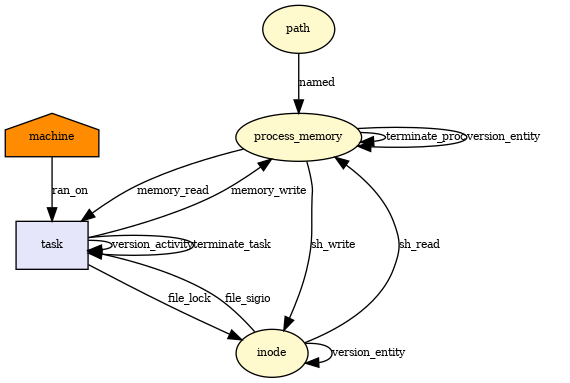 path
named
machine
process_memory
terminate_proc
version_entity
ran_on
memory_read
memory_write
task
version_activity
terminate_task
sh_write
sh_read
file_lock
file_sigio
inode
version_entity